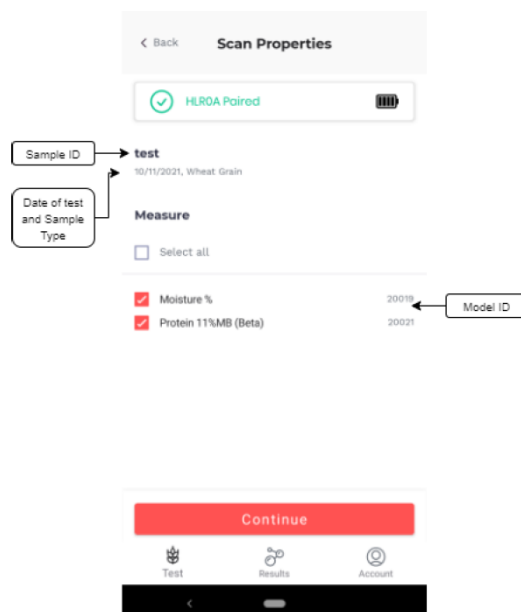 Back
Scan Properties
HLR0A Paired
Sample ID
test
10/11/2021, Wheat Grain
Date of test
and Sample
Type
Measure
Select all
Moisture %
20019
Model ID
Protein 11%MB (Beta)
20021
Continue
Test
Results
Account